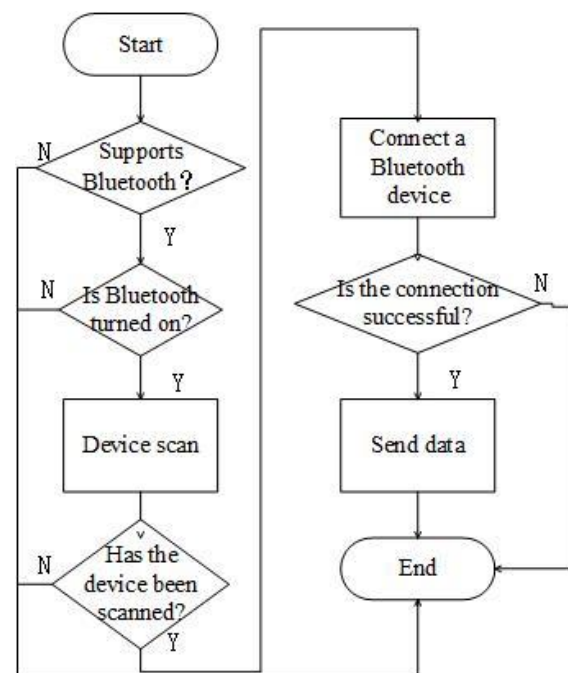 Start
N
Supports
Bluetooth？
Y
N
Is Bluetooth
turned on?
Y
Device scan
N
Has the
device been
scanned?
Y
Connect a
Bluetooth
device
Is the connection
successful?
N
Y
Send data
End